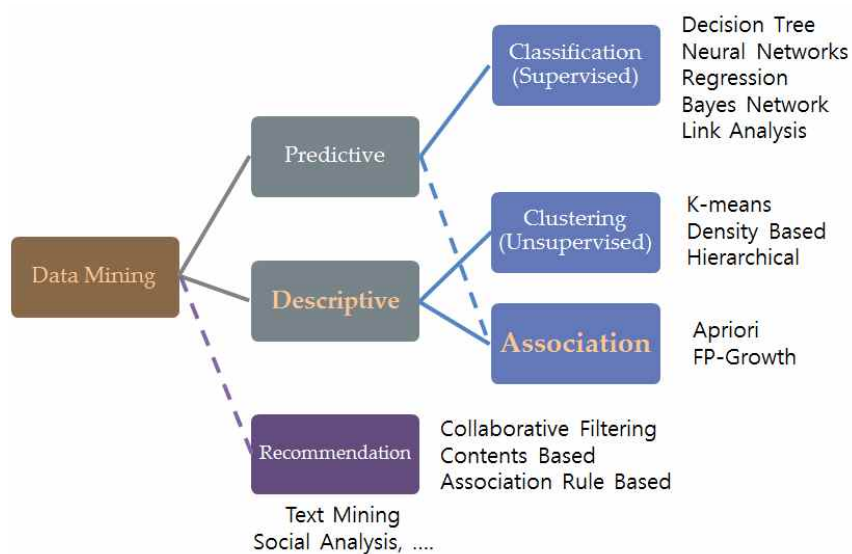 Data Mining
Predictive
Descriptive
Recommendation
Classification
(Supervised)
Clustering
(Unsupervised)
Association
Decision Tree
Neural Networks
Regression
Bayes Network
Link Analysis
K-means
Density Based
Hierarchical
Apriori
FP-Growth
Collaborative Filtering
Contents Based
Association Rule Based
Text Mining
Social Analysis, ....